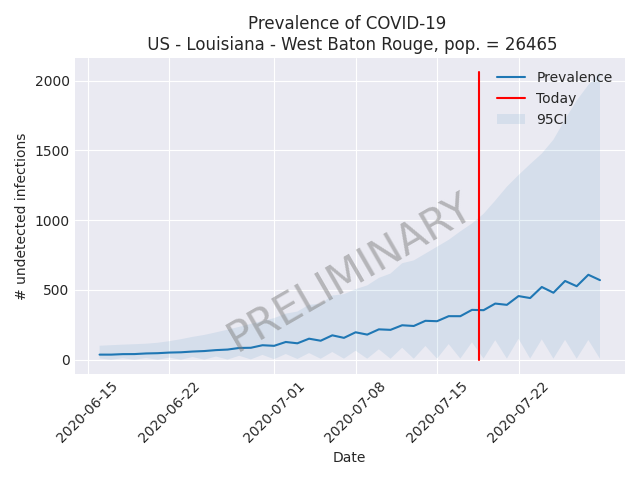 Prevalence of COVID-19
US - Louisiana - West Baton Rouge, pop. = 26465
Prevalence
Today
95CI
PRELIMINARY
# undetected infections
2000
1500
1000
500
0
2020-06-15
2020-06-22
2020-07-01
2020-07-08
2020-07-15
2020-07-22
Date